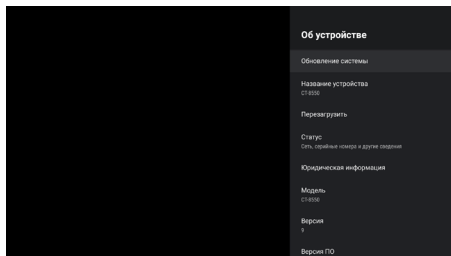 Об устройстве
Обновление системы
Название устройства
CT-8550
Перезагрузить
Статус
Сеть, серийные номера и другие сведения
Юридическая информация
Модель
CT-8550
Версия
9
Версия ПО